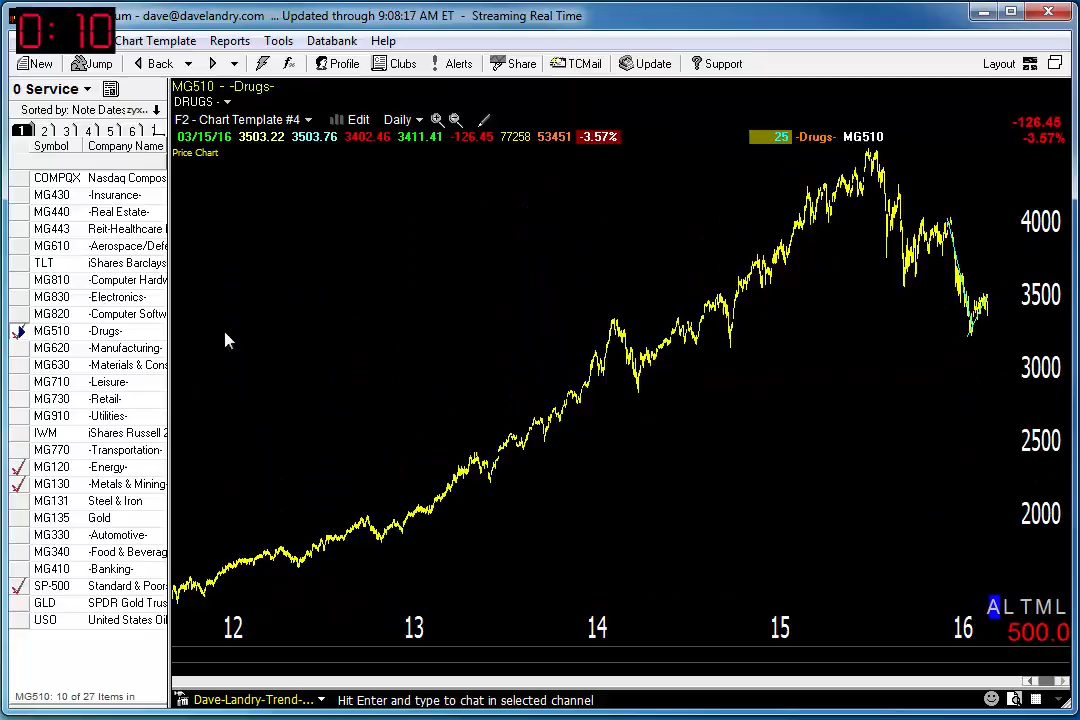 um - dave@davelandry.com ... Updated through 9:08:17 AM ET - Streaming Real Time
0:10
Chart Template Reports Tools Databank Help
New Jump Back Profile Clubs Alerts Share TCMail Update Support Layout
0 Service
MG510 - -Drugs-
DRUGS -
Sorted by: Note Dateszyx..
F2 - Chart Template #4 Edit Daily
1 2 3 4 5 6
03/15/16 3503.22 3503.76 3402.46 3411.41 -126.45 77258 53451 -3.57% 25 -Drugs- MG510
-126.45
-3.57%
Symbol Company Name
Price Chart
COMPQX Nasdaq Compos
MG430 -Insurance-
MG440 -Real Estate-
MG443 Reit-Healthcare
MG610 -Aerospace/Defe
TLT iShares Barclays
MG810 -Computer Hardw
MG830 -Electronics-
MG820 -Computer Softw
MG510 -Drugs-
MG620 -Manufacturing-
MG630 -Materials & Cons
MG710 -Leisure-
MG730 -Retail-
MG910 -Utilities-
IWM iShares Russell 2
MG770 -Transportation-
MG120 -Energy-
MG130 -Metals & Mining-
MG131 Steel & Iron
MG135 Gold
MG330 -Automotive-
MG340 -Food & Beverag
MG410 -Banking-
SP-500 Standard & Poor
GLD SPDR Gold Trus
USO United States Oil
4000
3500
3000
2500
2000
12 13 14 15 16
A L T M L
500.0
MG510: 10 of 27 Items in
Dave-Landry-Trend-... Hit Enter and type to chat in selected channel